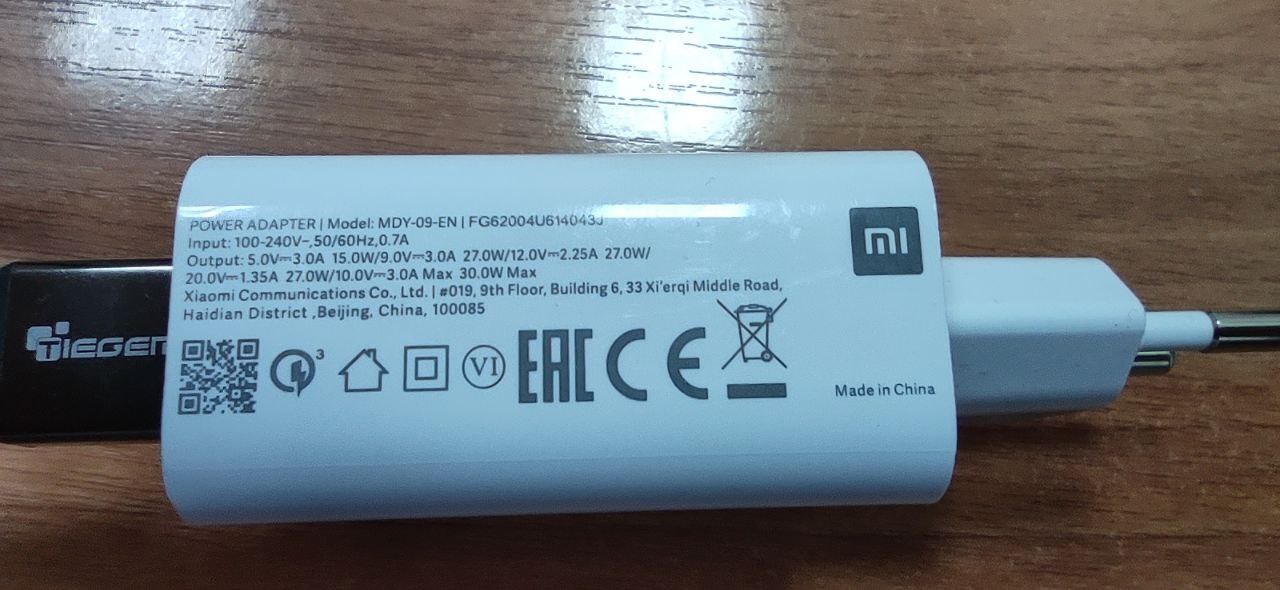 POWER ADAPTER | Model: MDY-09-EN | FG62004U614043J
Input: 100-240V~,50/60Hz,0.7A
Output: 5.0V⎓3.0A 15.0W/9.0V⎓3.0A 27.0W/12.0V⎓2.25A 27.0W/
20.0V⎓1.35A 27.0W/10.0V⎓3.0A Max 30.0W Max
Xiaomi Communications Co., Ltd. | #019, 9th Floor, Building 6, 33 Xi'erqi Middle Road,
Haidian District ,Beijing, China, 100085
mi
TIEGEM
3
VI
EAC CE
Made in China